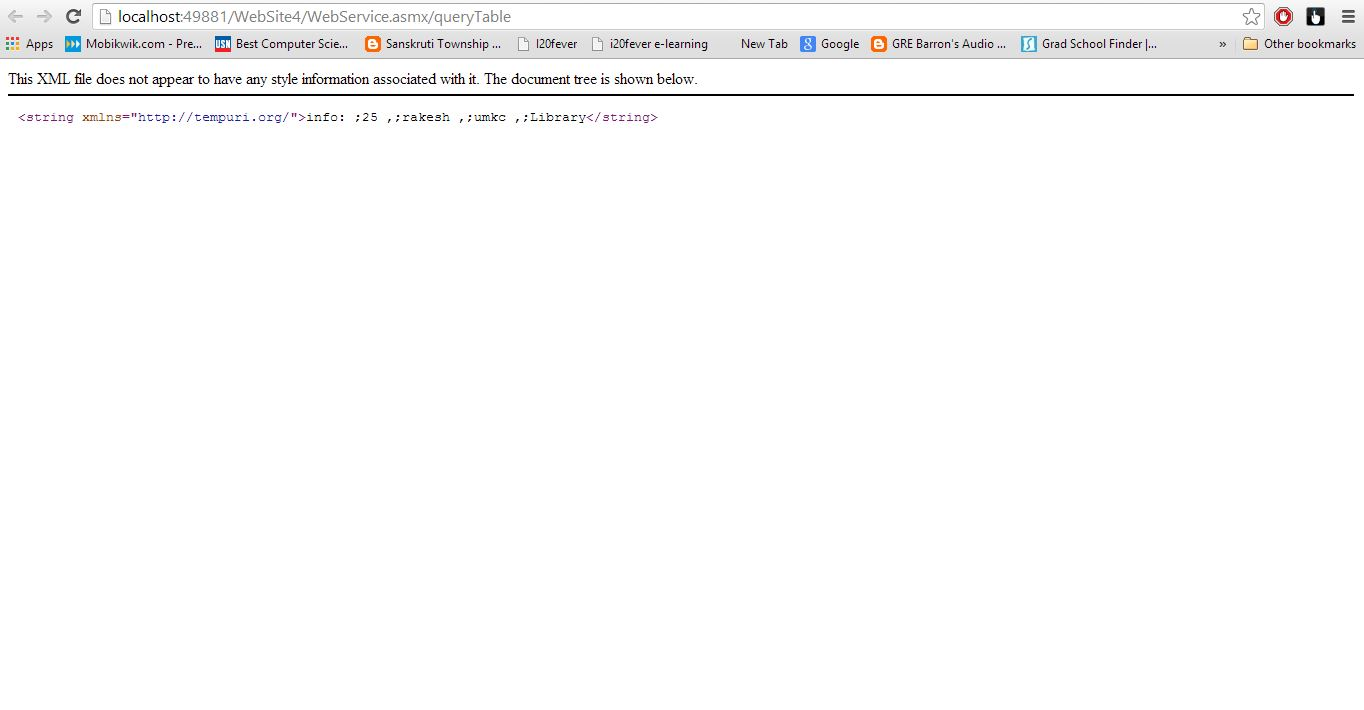 localhost:49881/WebSite4/WebService.asmx/queryTable
Apps Mobikwik.com - Pre... USN Best Computer Scie... Sanskruti Township ... I20fever i20fever e-learning New Tab Google GRE Barron's Audio ... Grad School Finder |... » Other bookmarks
This XML file does not appear to have any style information associated with it. The document tree is shown below.
<string xmlns="http://tempuri.org/">info: ;25 ,;rakesh ,;umkc ,;Library</string>